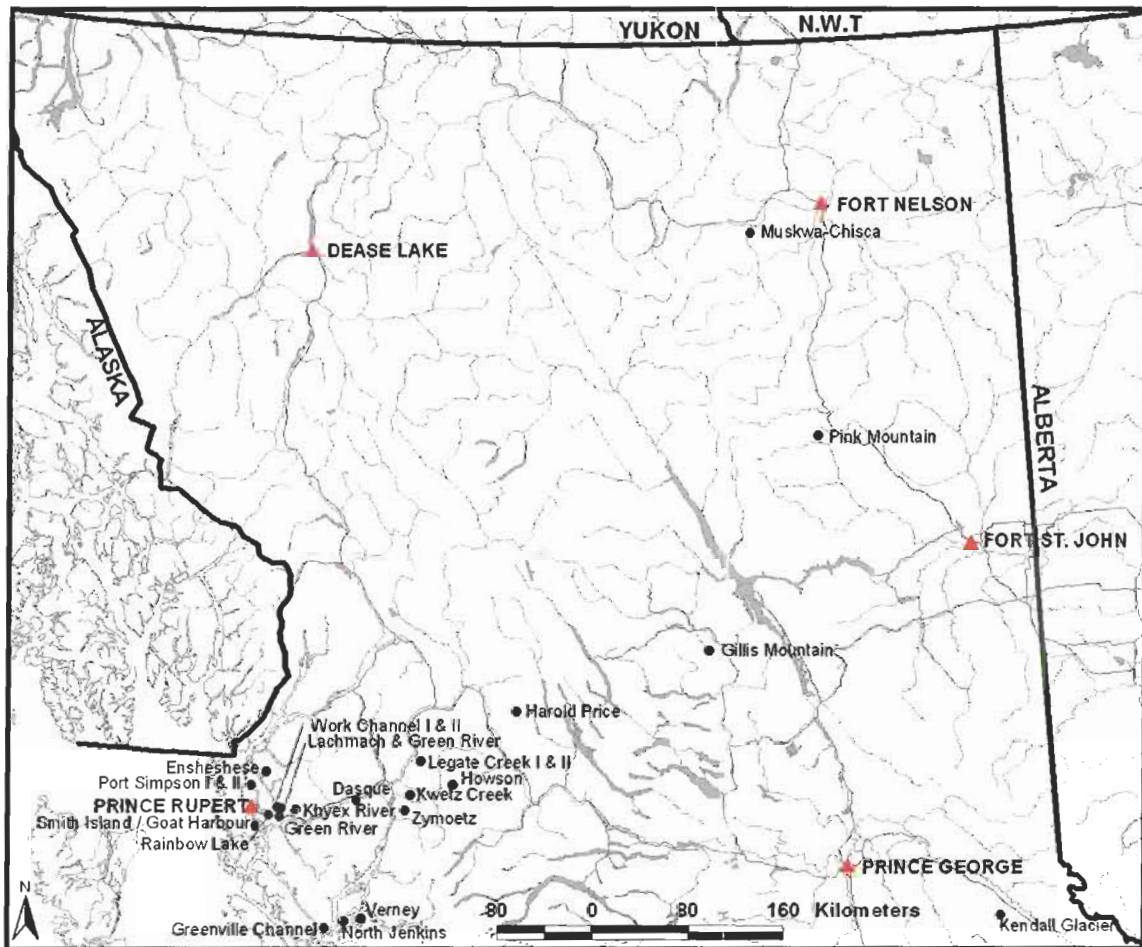 YUKON
N.W.T
FORT NELSON
Muskwa-Chisca
DEASE LAKE
ALASKA
ALBERTA
Pink Mountain
FORT ST. JOHN
Gillis Mountain
Harold Price
Work Channel I & II
Lachmach & Green River
Ensheshese
Legate Creek I & II
Port Simpson I & II
Howson
Dasque
Kwetz Creek
PRINCE RUPERT
Khyex River
Zymoetz
Smith Island / Goat Harbour
Green River
Rainbow Lake
PRINCE GEORGE
N
Verney
-80 0 80 160 Kilometers
Greenville Channel
North Jenkins
Kendall Glacier